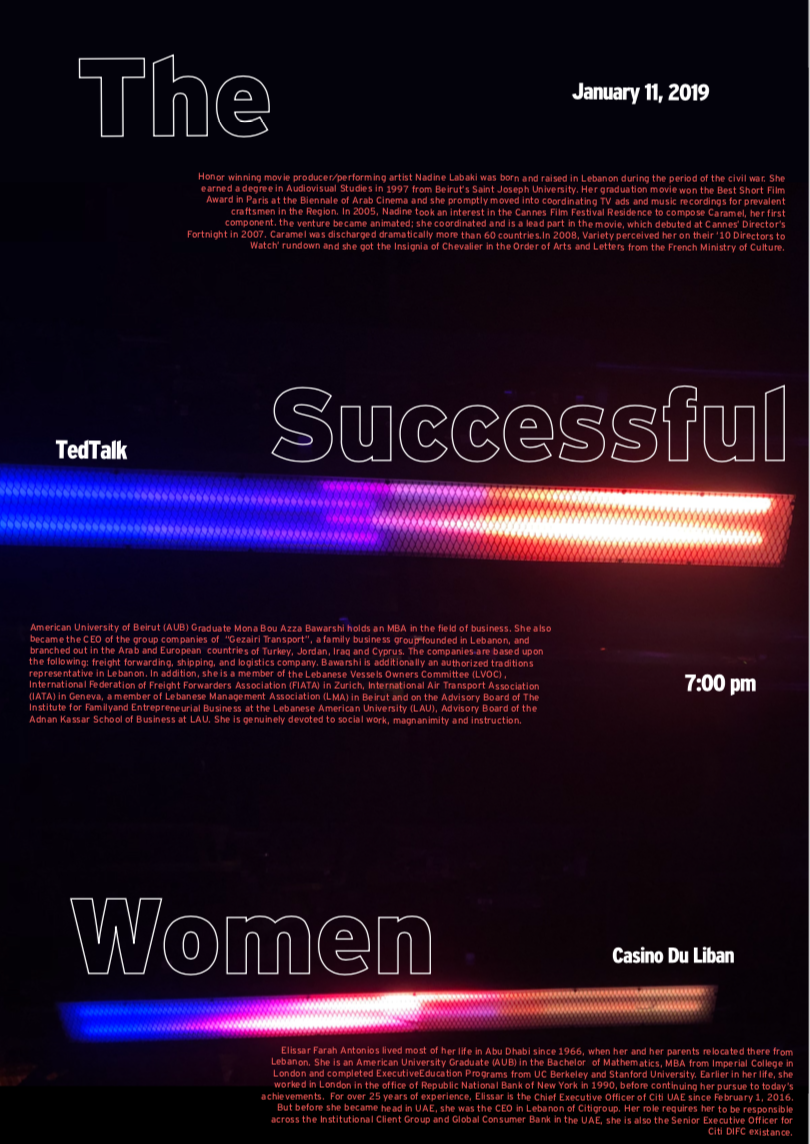 The
January 11, 2019
Honor winning movie producer/performing artist Nadine Labaki was born and raised in Lebanon during the period of the civil war. She
earned a degree in Audiovisual Studies in 1997 from Beirut's Saint Joseph University. Her graduation movie won the Best Short Film
Award in Paris at the Biennale of Arab Cinema and she promptly moved into coordinating TV ads and music recordings for prevalent
craftsmen in the Region. In 2005, Nadine took an interest in the Cannes Film Festival Residence to compose Caramel, her first
component. the venture became animated; she coordinated and is a lead part in the movie, which debuted at Cannes' Director's
Fortnight in 2007. Caramel was discharged dramatically more than 60 countries.In 2008, Variety perceived her on their '10 Directors to
Watch' rundown and she got the Insignia of Chevalier in the Order of Arts and Letters from the French Ministry of Culture.
Successful
TedTalk
American University of Beirut (AUB) Graduate Mona Bou Azza Bawarshi holds an MBA in the field of business. She also
became the CEO of the group companies of "Gezairi Transport", a family business group founded in Lebanon, and
branched out in the Arab and European countries of Turkey, Jordan, Iraq and Cyprus. The companies are based upon
the following: freight forwarding, shipping, and logistics company. Bawarshi is additionally an authorized traditions
representative in Lebanon. In addition, she is a member of the Lebanese Vessels Owners Committee (LVOC) ,
International Federation of Freight Forwarders Association (FIATA) in Zurich, International Air Transport Association
(IATA) in Geneva, a member of Lebanese Management Association (LMA) in Beirut and on the Advisory Board of The
Institute for Familyand Entrepreneurial Business at the Lebanese American University (LAU), Advisory Board of the
Adnan Kassar School of Business at LAU. She is genuinely devoted to social work, magnanimity and instruction.
7:00 pm
Women
Casino Du Liban
Elissar Farah Antonios lived most of her life in Abu Dhabi since 1966, when her and her parents relocated there from
Lebanon. She is an American University Graduate (AUB) in the Bachelor of Mathematics, MBA from Imperial College in
London and completed ExecutiveEducation Programs from UC Berkeley and Stanford University. Earlier in her life, she
worked in London in the office of Republic National Bank of New York in 1990, before continuing her pursue to today's
achievements. For over 25 years of experience, Elissar is the Chief Executive Officer of Citi UAE since February 1, 2016.
But before she became head in UAE, she was the CEO in Lebanon of Citigroup. Her role requires her to be responsible
across the Institutional Client Group and Global Consumer Bank in the UAE, she is also the Senior Executive Officer for
Citi DIFC existance.